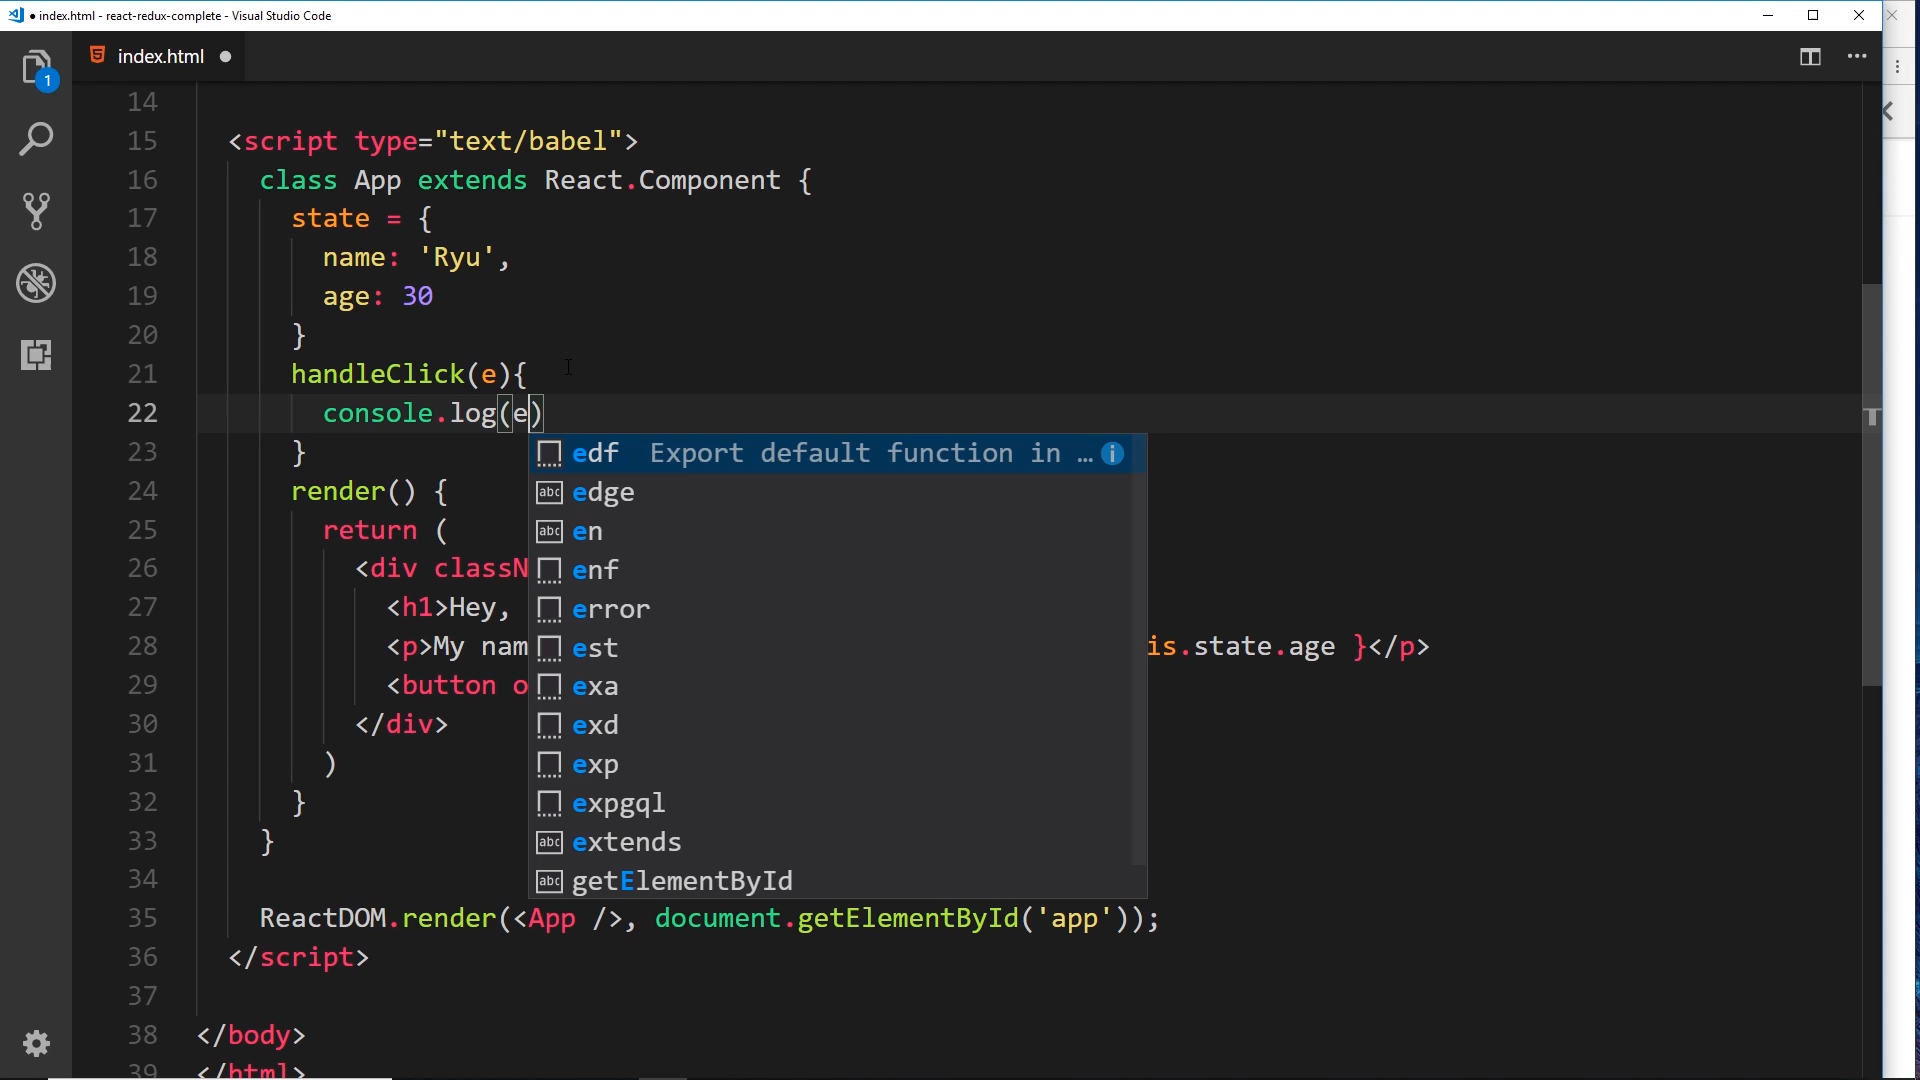 ● index.html - react-redux-complete - Visual Studio Code
index.html ●
1
14
15 <script type="text/babel">
16 class App extends React.Component {
17 state = {
18 name: 'Ryu',
19 age: 30
20 }
21 handleClick(e){
22 console.log(e)
23 }
edf Export default function in …
24 render() {
edge
25 return (
en
26 <div classN
enf
27 <h1>Hey,
error
28 <p>My nam
est
is.state.age }</p>
29 <button o
exa
30 </div>
exd
31 )
exp
32 }
expgql
33 }
extends
34
getElementById
35 ReactDOM.render(<App />, document.getElementById('app'));
36 </script>
37
38 </body>
39 </html>